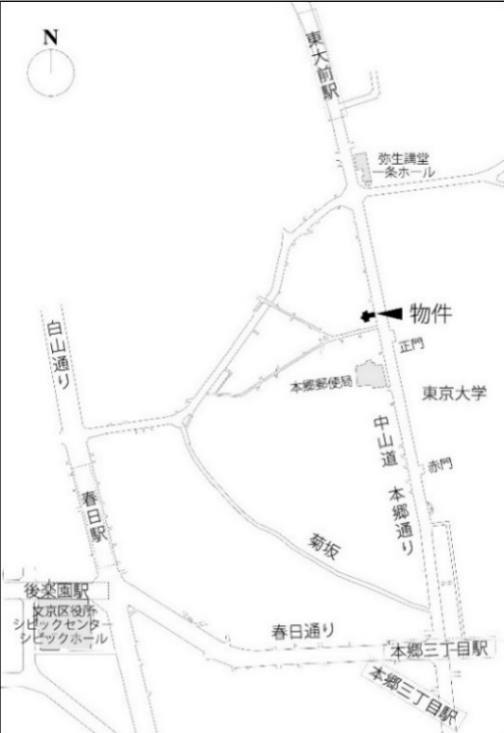 N
東大前駅
弥生講堂
一条ホール
物件
正門
白山通り
本郷郵便局
東京大学
中山道 本郷通り
赤門
春日駅
菊坂
後楽園駅
文京区役所
シビックセンター
シビックホール
春日通り
本郷三丁目駅
本郷三丁目駅